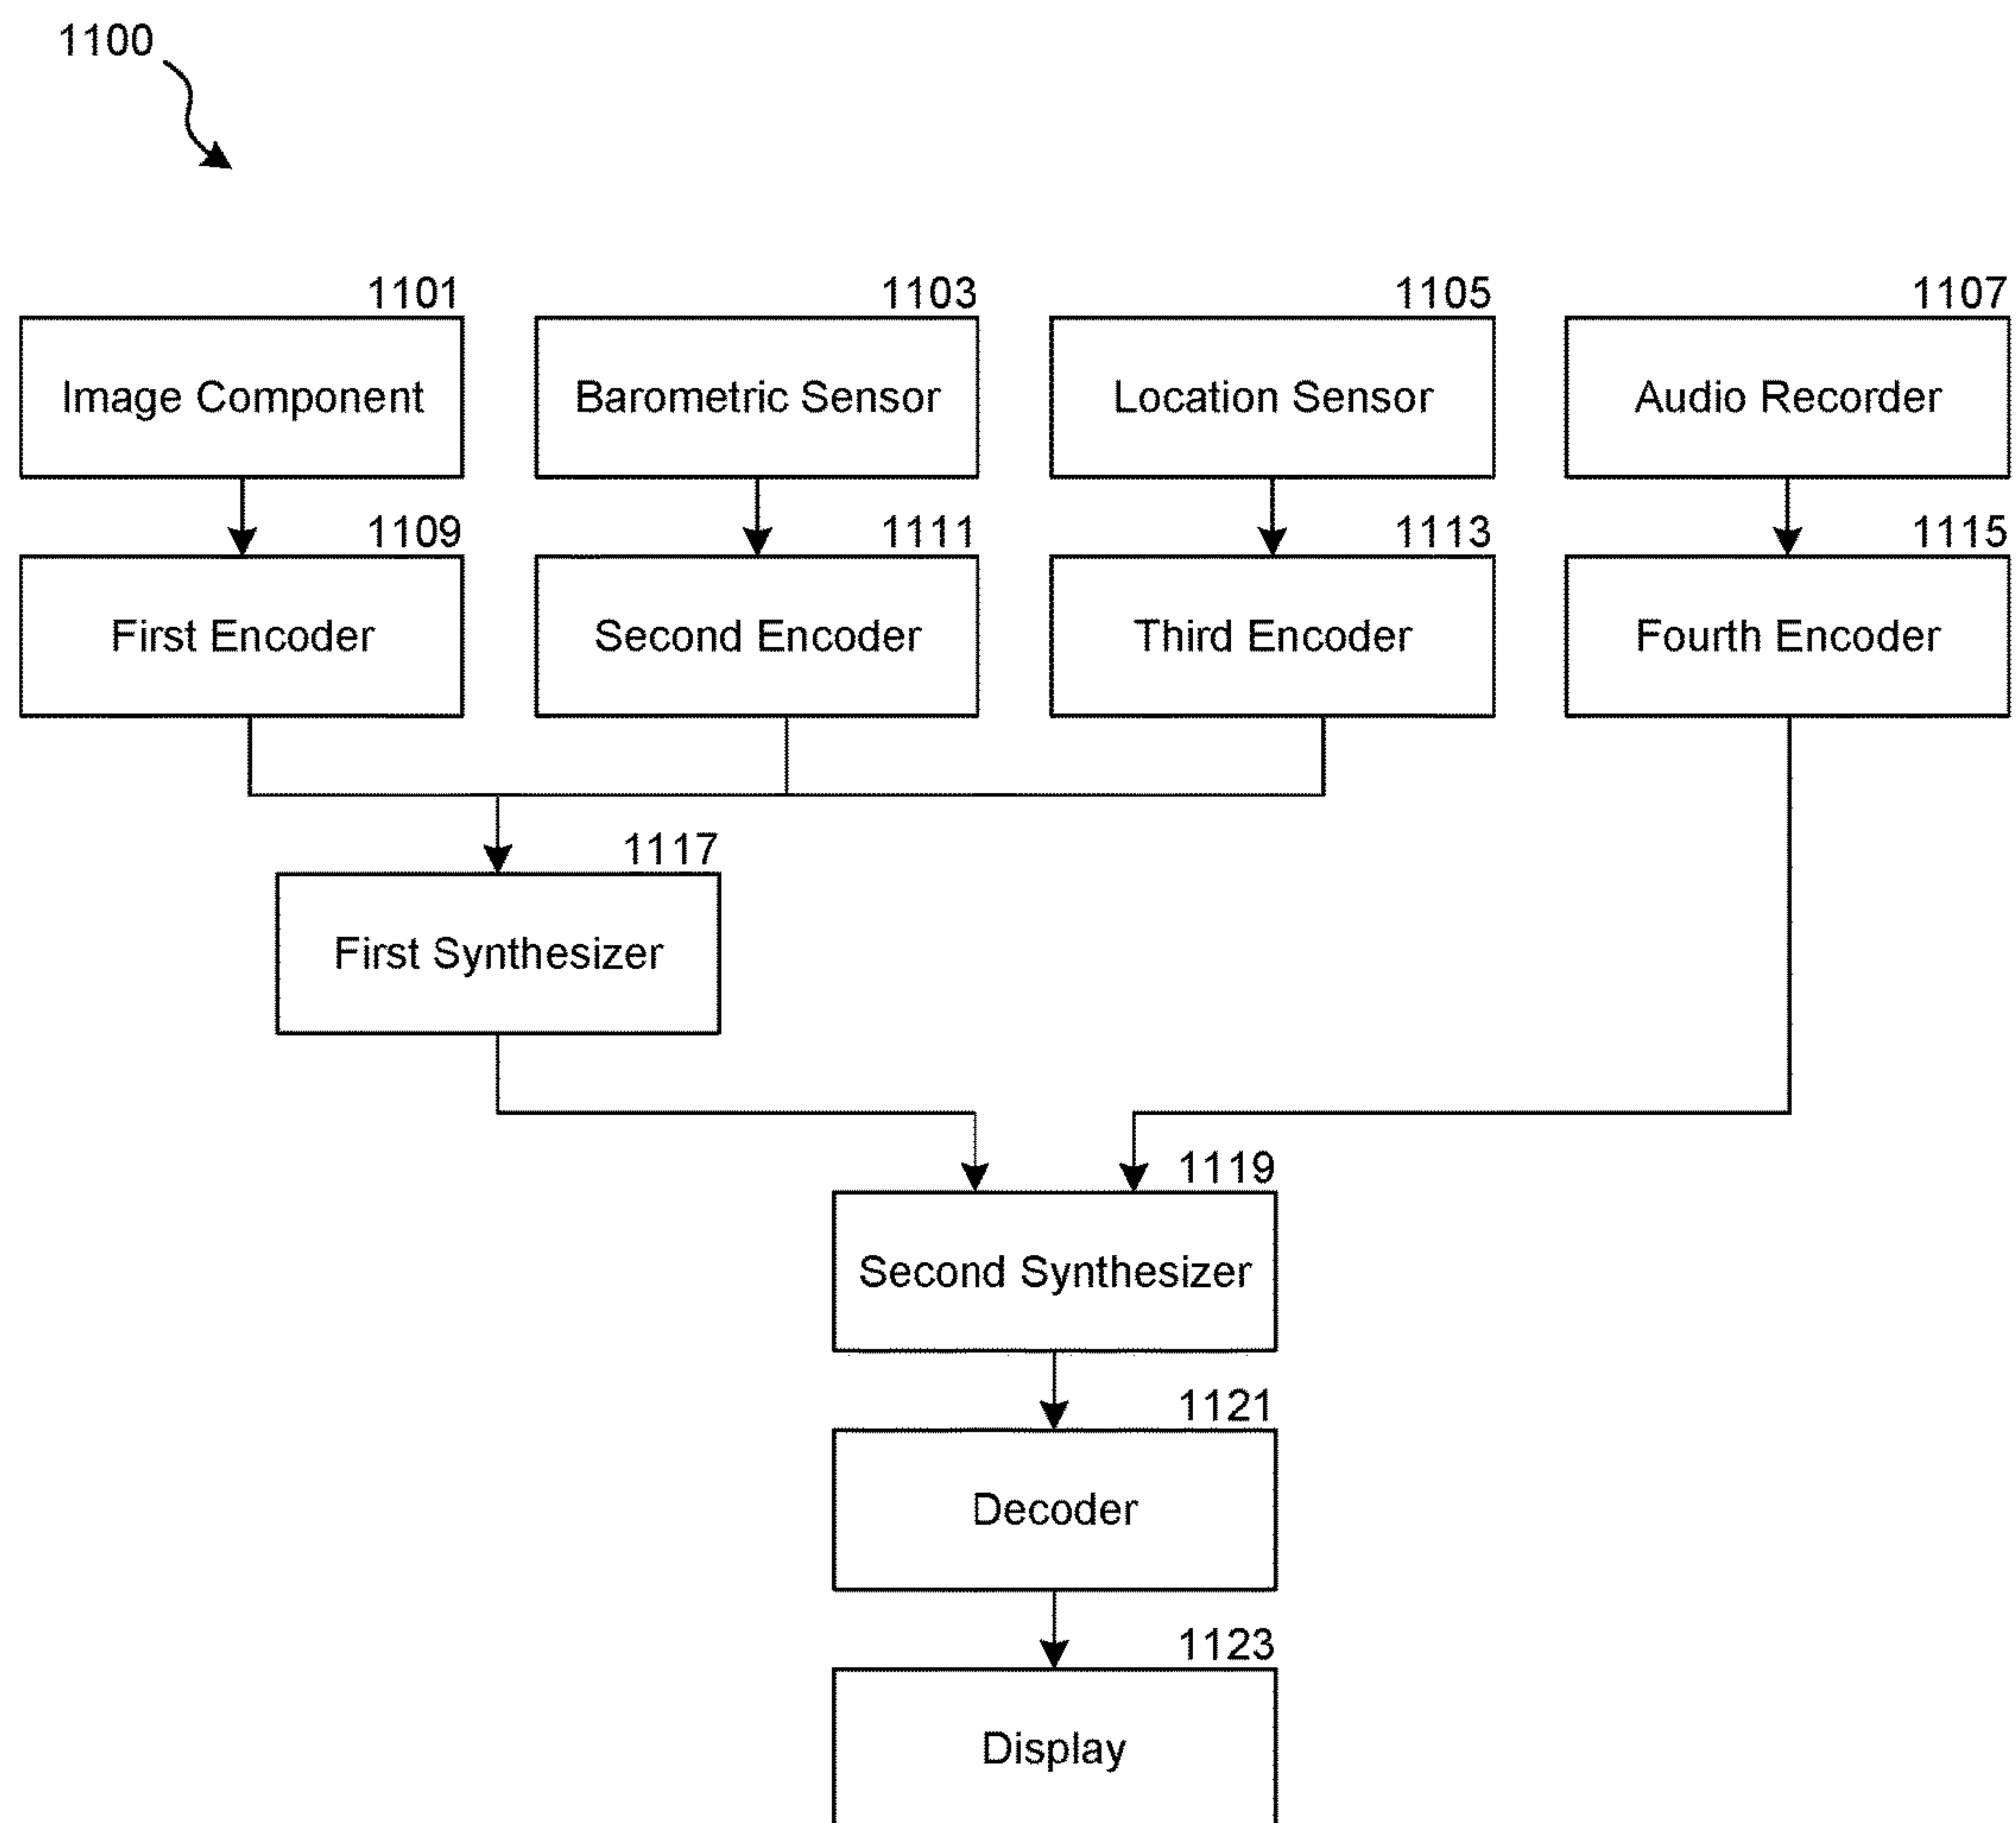 1100
1101
1103
1105
1107
Image Component
Barometric Sensor
Location Sensor
Audio Recorder
1109
1111
1113
1115
First Encoder
Second Encoder
Third Encoder
Fourth Encoder
1117
First Synthesizer
1119
Second Synthesizer
1121
Decoder
1123
Display